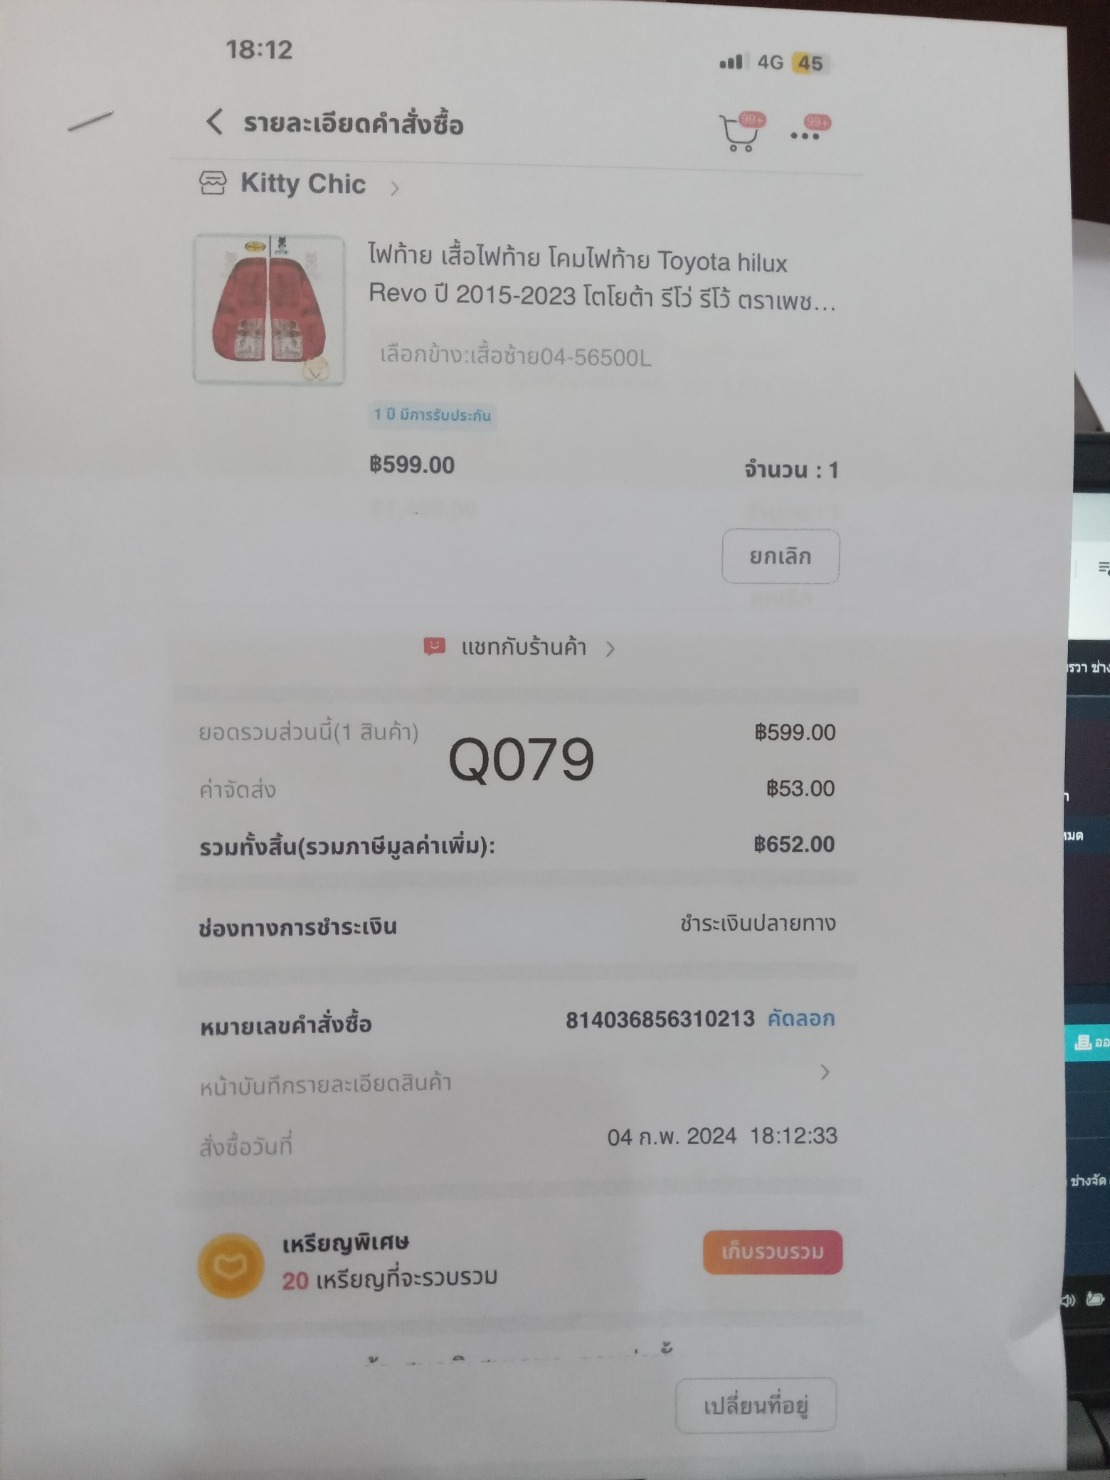 18:12
4G 45
รายละเอียดคำสั่งซื้อ
99+
99+
Kitty Chic
ไฟท้าย เสื้อไฟท้าย โคมไฟท้าย Toyota hilux
Revo ปี 2015-2023 โตโยต้า รีโว่ รีโว้ ตราเพช...
เลือกข้าง:เสื้อซ้าย04-56500L
1 ปี มีการรับประกัน
฿599.00
จำนวน : 1
ยกเลิก
แชทกับร้านค้า
ยอดรวมส่วนนี้(1 สินค้า)
฿599.00
Q079
ค่าจัดส่ง
฿53.00
รวมทั้งสิ้น(รวมภาษีมูลค่าเพิ่ม):
฿652.00
ช่องทางการชำระเงิน
ชำระเงินปลายทาง
หมายเลขคำสั่งซื้อ
814036856310213 คัดลอก
หน้าบันทึกรายละเอียดสินค้า
สั่งซื้อวันที่
04 ก.พ. 2024 18:12:33
เหรียญพิเศษ
20 เหรียญที่จะรวบรวม
เก็บรวบรวม
เปลี่ยนที่อยู่
ช่างจัด